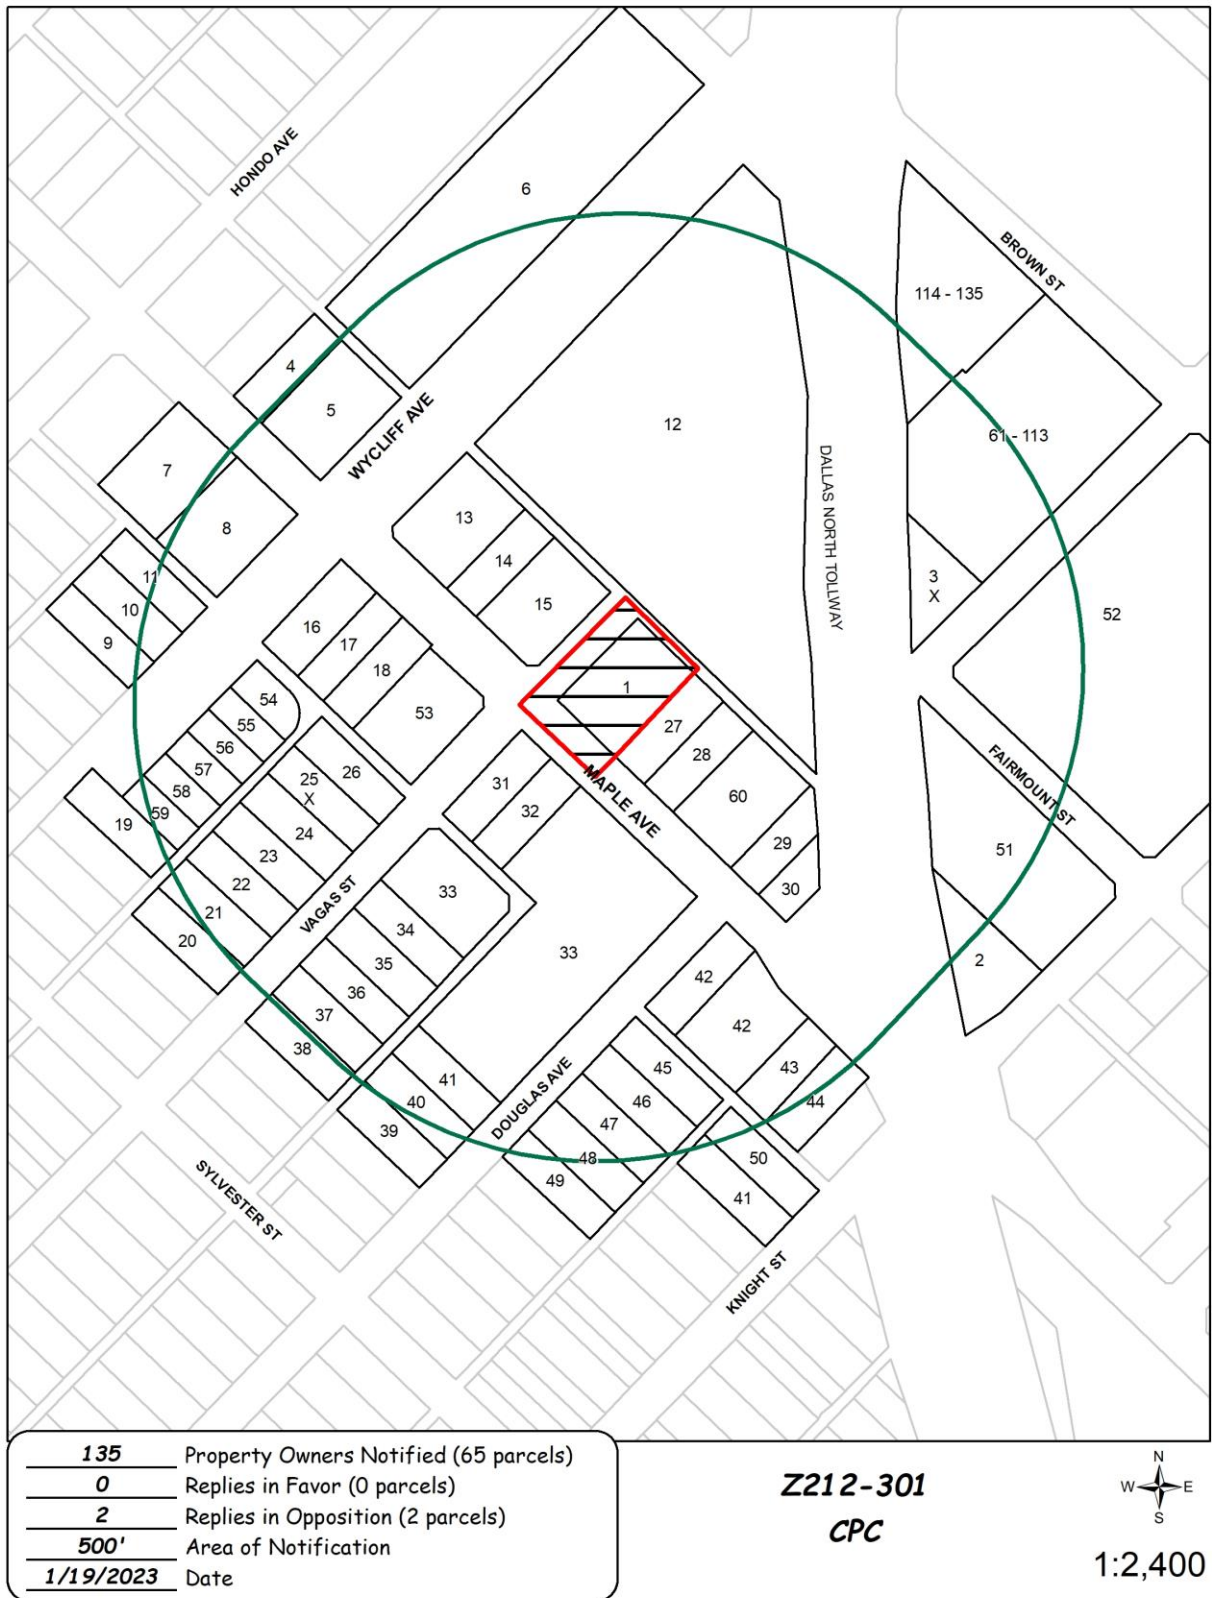 HONDO AVE
6
BROWN ST
114 - 135
4
5
WYCLIFF AVE
12
61 - 113
DALLAS NORTH TOLLWAY
7
8
13
14
15
11
10
9
3
X
52
16
17
18
53
1
54
55
56
57
58
59
19
25
X
26
24
23
22
21
20
27
28
60
29
30
31
32
MAPLE AVE
FAIRMOUNT ST
51
2
VAGAS ST
33
34
35
36
37
38
33
42
42
43
44
41
40
39
DOUGLAS AVE
45
46
47
48
49
50
41
SYLVESTER ST
KNIGHT ST
135 Property Owners Notified (65 parcels)
0 Replies in Favor (0 parcels)
2 Replies in Opposition (2 parcels)
500' Area of Notification
1/19/2023 Date
Z212-301
CPC
N
W E
S
1:2,400